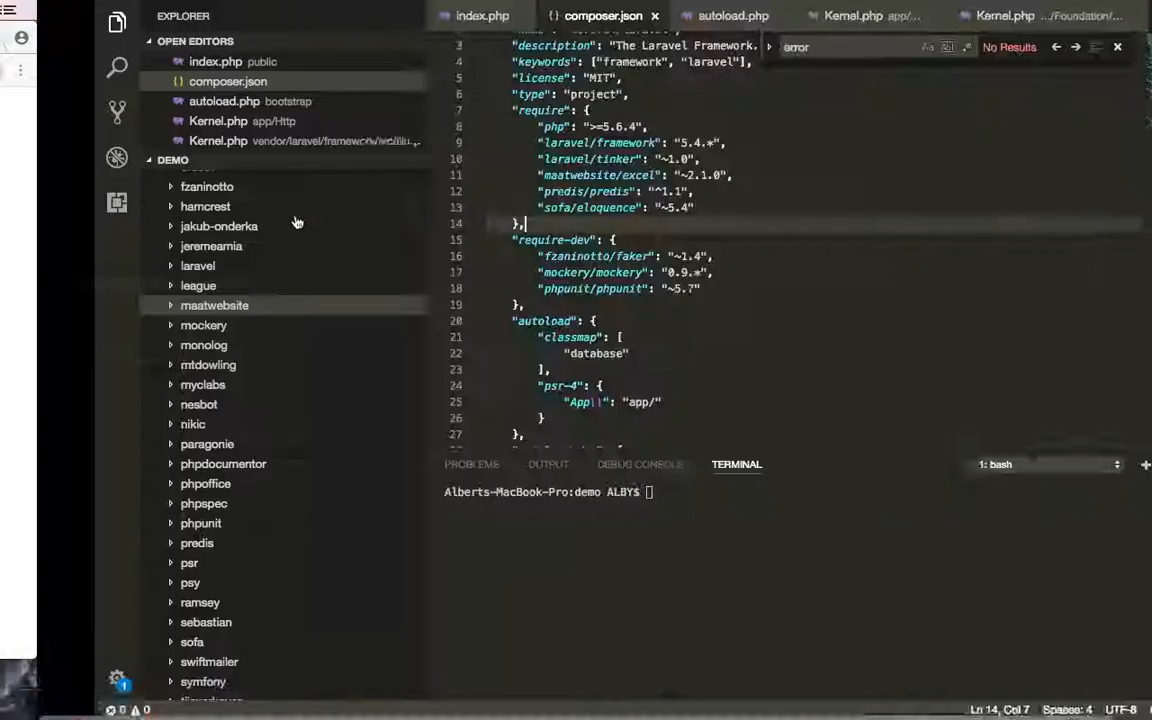 EXPLORER
OPEN EDITORS
index.php public
composer.json
autoload.php bootstrap
Kernel.php app/Http
Kernel.php
DEMO
fzaninotto
hamcrest
jakub-onderka
jeremeamia
laravel
league
maatwebsite
mockery
monolog
mtdowling
myclabs
nesbot
nikic
paragonie
phpdocumentor
phpoffice
phpspec
phpunit
predis
psr
psy
ramsey
sebastian
sofa
swiftmailer
symfony
1
0 0
index.php composer.json autoload.php Kernel.php app/... Kernel.php .../Foundation/...
error Aa No Results
3 "description": "The Laravel Framework.
4 "keywords": ["framework", "laravel"],
5 "license": "MIT",
6 "type": "project",
7 "require": {
8 "php": ">=5.6.4",
9 "laravel/framework": "5.4.*",
10 "laravel/tinker": "~1.0",
11 "maatwebsite/excel": "~2.1.0",
12 "predis/predis": "^1.1",
13 "sofa/eloquence": "~5.4"
14 },
15 "require-dev": {
16 "fzaninotto/faker": "~1.4",
17 "mockery/mockery": "0.9.*",
18 "phpunit/phpunit": "~5.7"
19 },
20 "autoload": {
21 "classmap": [
22 "database"
23 ],
24 "psr-4": {
25 "App\\": "app/"
26 }
27 },
PROBLEMS OUTPUT DEBUG CONSOLE TERMINAL 1: bash
Alberts-MacBook-Pro:demo ALBY$
Ln 14, Col 7 Spaces: 4 UTF-8